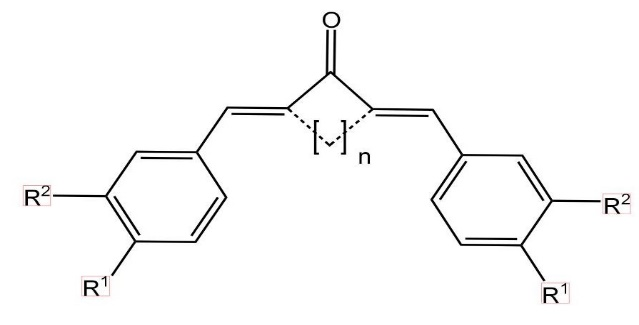 O
[ ] n
R² R²
R¹ R¹